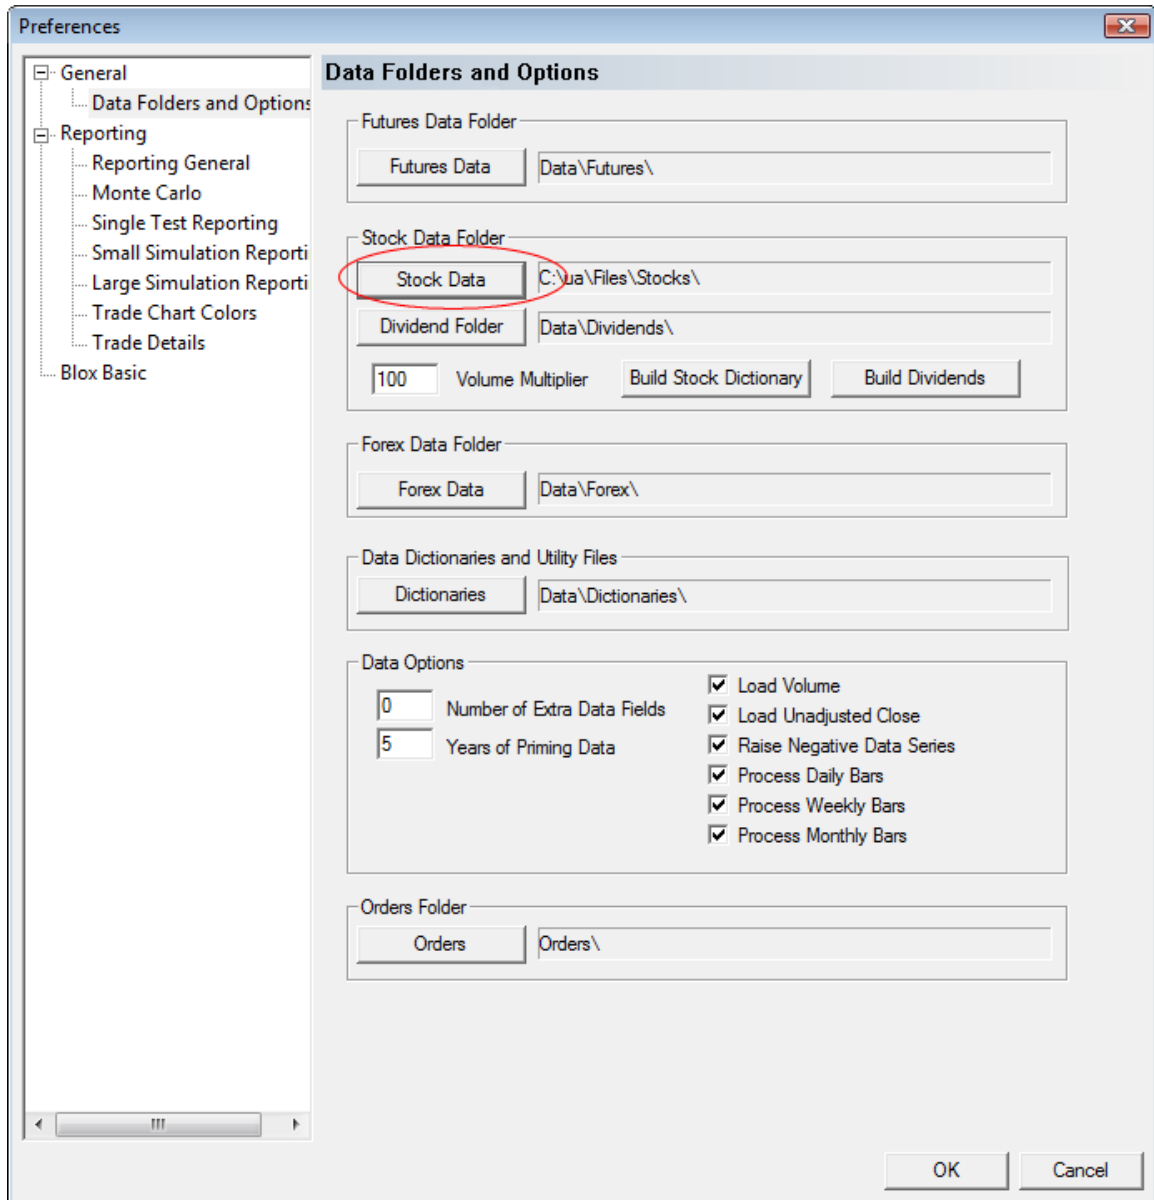 Preferences
General
Data Folders and Options
Reporting
Reporting General
Monte Carlo
Single Test Reporting
Small Simulation Reporti
Large Simulation Reporti
Trade Chart Colors
Trade Details
Blox Basic
Data Folders and Options
Futures Data Folder
Futures Data Data\Futures\
Stock Data Folder
Stock Data C:\ua\Files\Stocks\
Dividend Folder Data\Dividends\
100 Volume Multiplier Build Stock Dictionary Build Dividends
Forex Data Folder
Forex Data Data\Forex\
Data Dictionaries and Utility Files
Dictionaries Data\Dictionaries\
Data Options
0 Number of Extra Data Fields
5 Years of Priming Data
Load Volume
Load Unadjusted Close
Raise Negative Data Series
Process Daily Bars
Process Weekly Bars
Process Monthly Bars
Orders Folder
Orders Orders\
OK Cancel